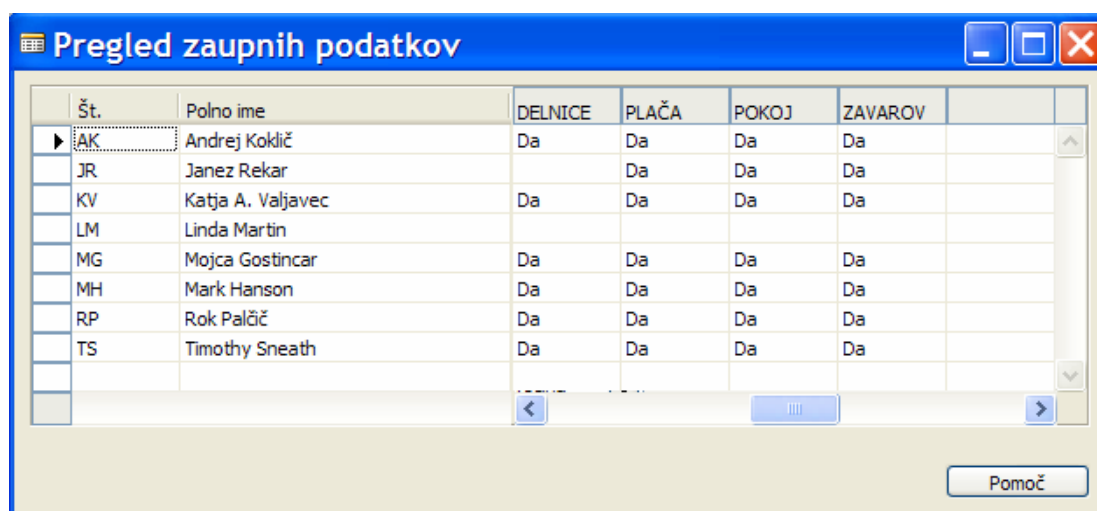 Pregled zaupnih podatkov
Št. Polno ime DELNICE PLAČA POKOJ ZAVAROV
AK Andrej Koklič Da Da Da Da
JR Janez Rekar Da Da Da
KV Katja A. Valjavec Da Da Da Da
LM Linda Martin
MG Mojca Gostincar Da Da Da Da
MH Mark Hanson Da Da Da Da
RP Rok Palčič Da Da Da Da
TS Timothy Sneath Da Da Da Da
Pomoč